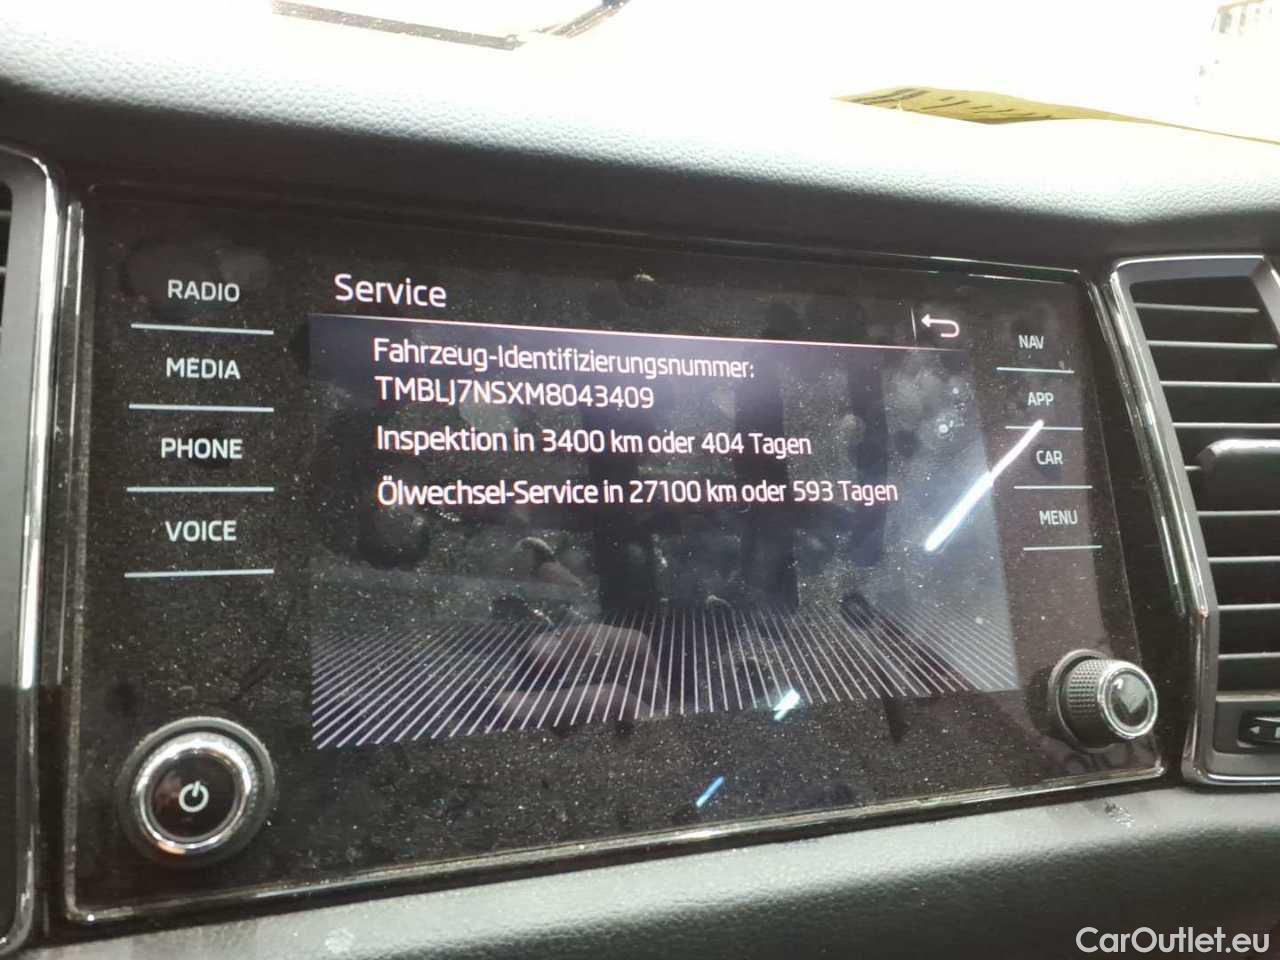 RADIO
MEDIA
PHONE
VOICE
Service
Fahrzeug-Identifizierungsnummer:
TMBLJ7NSXM8043409
Inspektion in 3400 km oder 404 Tagen
Ölwechsel-Service in 27100 km oder 593 Tagen
NAV
APP
CAR
MENU
CarOutlet.eu